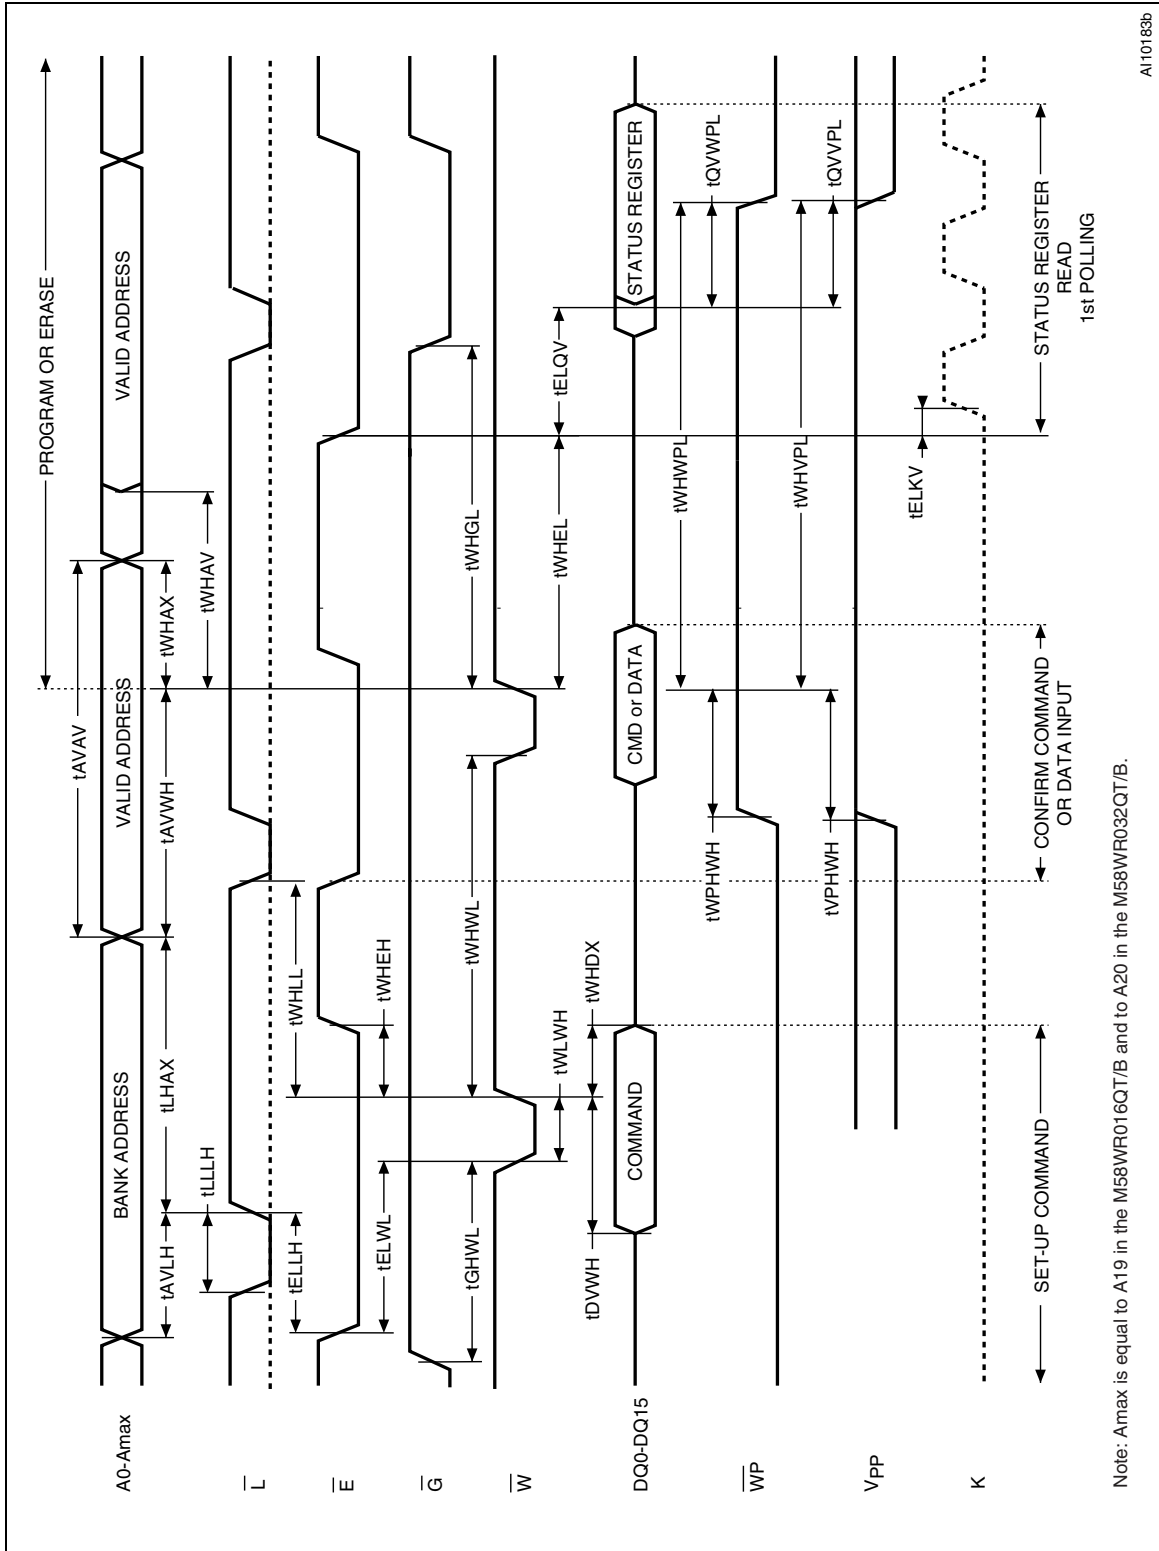 PROGRAM OR ERASE
tAVAV
A0-Amax
BANK ADDRESS
VALID ADDRESS
VALID ADDRESS
tAVLH
tLHAX
tAVWH
tWHAX
tLLLH
tWHAV
L
tELLH
tWHLL
E
tELWL
tWHEH
G
tGHWL
tWHWL
tWHGL
W
tWLWH
tWHEL
tELQV
tDVWH
tWHDX
DQ0-DQ15
COMMAND
CMD or DATA
STATUS REGISTER
tWHWPL
tWPHWH
tQVWPL
WP
tWHVPL
tVPHWH
tQVVPL
VPP
tELKV
K
SET-UP COMMAND
CONFIRM COMMAND
OR DATA INPUT
STATUS REGISTER
READ
1st POLLING
Note: Amax is equal to A19 in the M58WR016QT/B and to A20 in the M58WR032QT/B.
AI10183b